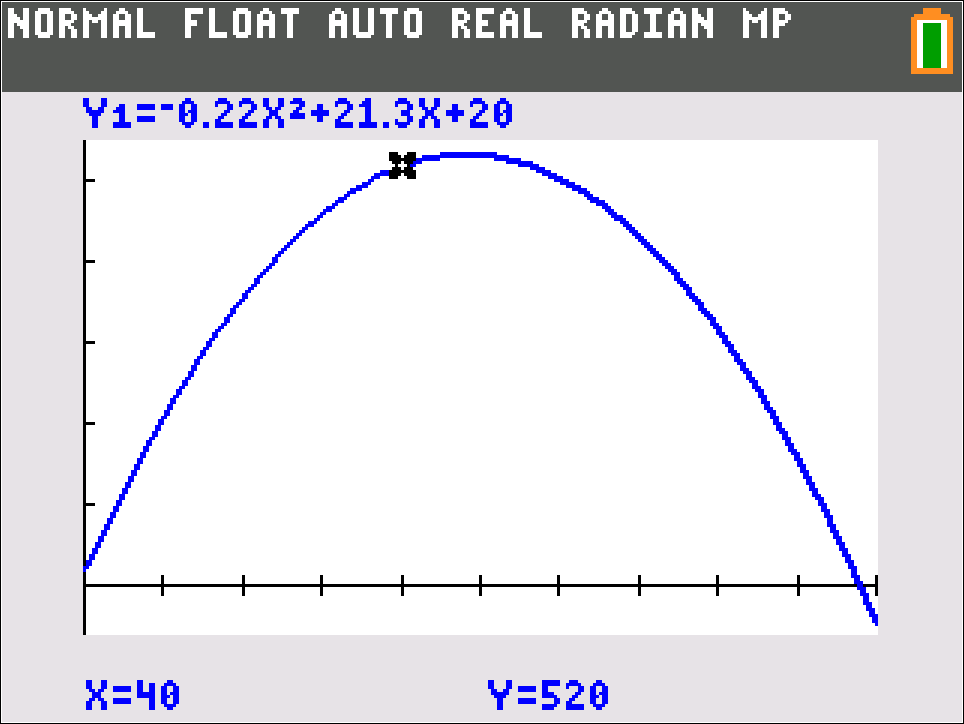 NORMAL FLOAT AUTO REAL RADIAN MP
Y1=⁻0.22X²+21.3X+20
X=40 Y=520